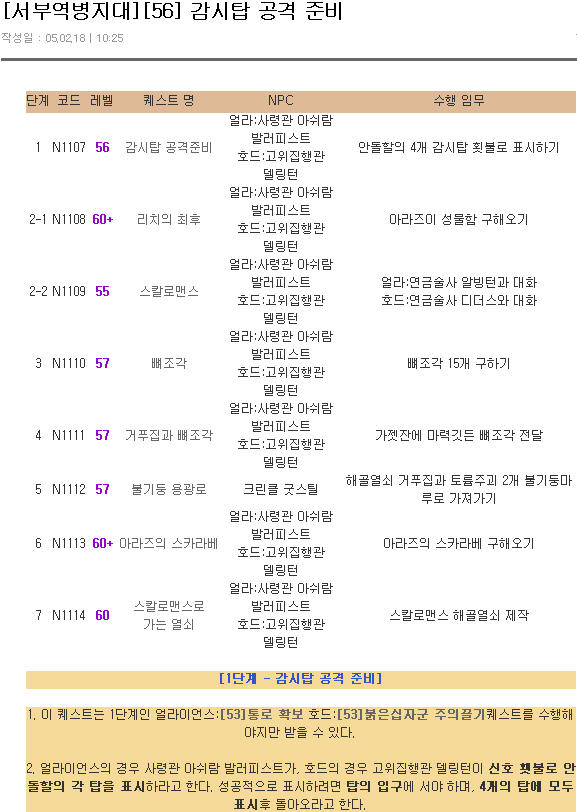 [서부역병지대][56] 감시탑 공격 준비
작성일 : 05.02.18 | 10:25
단계 코드 레벨 퀘스트 명 NPC 수행 임무
얼라:사령관 아쉬람
발러피스트
1 N1107 56 감시탑 공격준비 안돌할의 4개 감시탑 횃불로 표시하기
호드:고위집행관
델링턴
얼라:사령관 아쉬람
발러피스트
2-1 N1108 60+ 리치의 최후 아라즈이 성물함 구해오기
호드:고위집행관
델링턴
얼라:사령관 아쉬람
발러피스트 얼라:연금술사 알빙턴과 대화
2-2 N1109 55 스칼로맨스
호드:고위집행관 호드:연금술사 디더스와 대화
델링턴
얼라:사령관 아쉬람
발러피스트
3 N1110 57 뼈조각 뼈조각 15개 구하기
호드:고위집행관
델링턴
얼라:사령관 아쉬람
발러피스트
4 N1111 57 거푸집과 뼈조각 가젯잔에 마력깃든 뼈조각 전달
호드:고위집행관
델링턴
5 N1112 57 불기둥 용광로 크린클 굿스틸 해골열쇠 거푸집과 토륨주괴 2개 불기둥마
루로 가져가기
얼라:사령관 아쉬람
발러피스트
6 N1113 60+ 아라즈의 스카라베 아라즈의 스카라베 구해오기
호드:고위집행관
델링턴
얼라:사령관 아쉬람
스칼로맨스로 발러피스트
7 N1114 60 스칼로맨스 해골열쇠 제작
가는 열쇠 호드:고위집행관
델링턴
[1단계 - 감시탑 공격 준비]
1. 이 퀘스트는 1단계인 얼라이언스:[53]통로 확보 호드:[53]붉은십자군 주의끌기퀘스트를 수행해
야지만 받을 수 있다.
2. 얼라이언스의 경우 사령관 아쉬람 발러피스트가, 호드의 경우 고위집행관 델링턴이 신호 횃불로 안
돌할의 각 탑을 표시하라고 한다. 성공적으로 표시하려면 탑의 입구에 서야 하며, 4개의 탑에 모두
표시후 돌아오라고 한다.